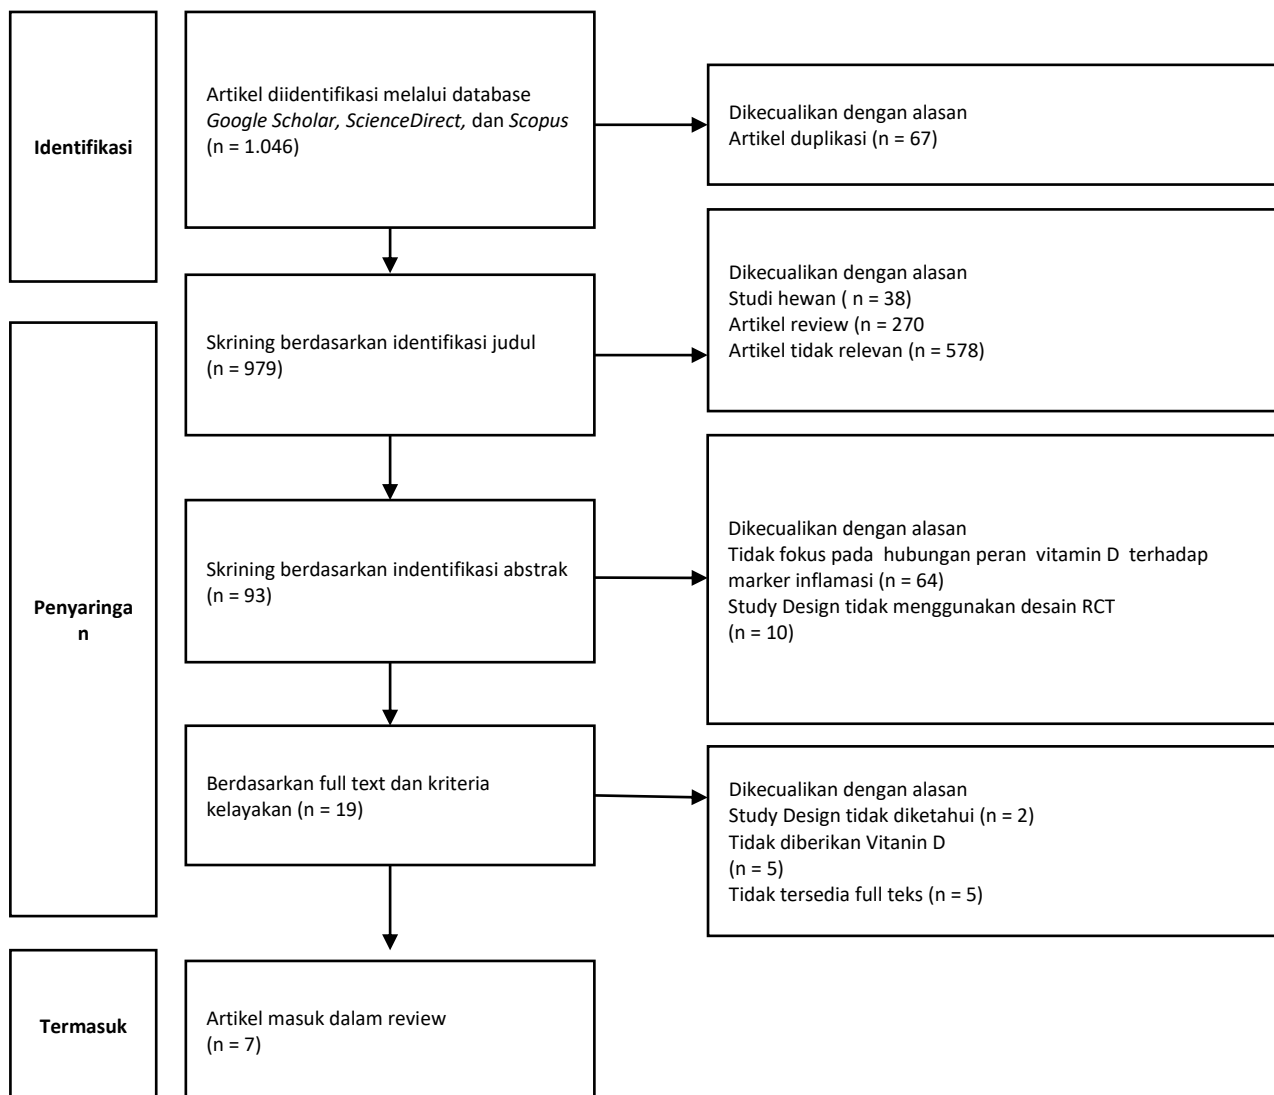 Identifikasi
Artikel diidentifikasi melalui database
Google Scholar, ScienceDirect, dan Scopus
(n = 1.046)
Dikecualikan dengan alasan
Artikel duplikasi (n = 67)
Penyaringa
n
Skrining berdasarkan identifikasi judul
(n = 979)
Dikecualikan dengan alasan
Studi hewan ( n = 38)
Artikel review (n = 270
Artikel tidak relevan (n = 578)
Skrining berdasarkan indentifikasi abstrak
(n = 93)
Dikecualikan dengan alasan
Tidak fokus pada hubungan peran vitamin D terhadap
marker inflamasi (n = 64)
Study Design tidak menggunakan desain RCT
(n = 10)
Berdasarkan full text dan kriteria
kelayakan (n = 19)
Dikecualikan dengan alasan
Study Design tidak diketahui (n = 2)
Tidak diberikan Vitanin D
(n = 5)
Tidak tersedia full teks (n = 5)
Termasuk
Artikel masuk dalam review
(n = 7)